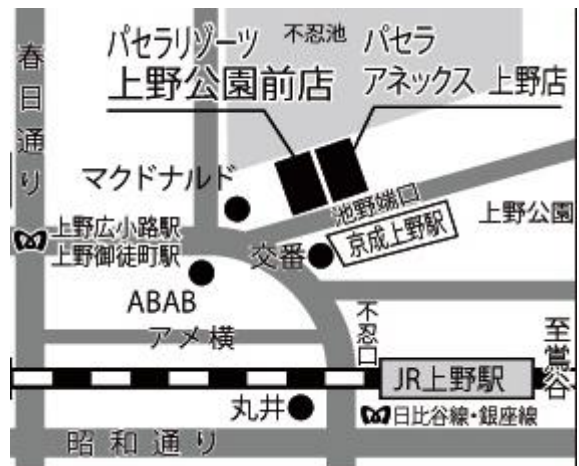 春日通り
不忍池
パセラリゾーツ
上野公園前店
パセラ
アネックス 上野店
マクドナルド
池野端口
京成上野駅
上野公園
上野広小路駅
上野御徒町駅
交番
ABAB
アメ横
不忍口
至鴬谷
JR上野駅
丸井
日比谷線・銀座線
昭和通り